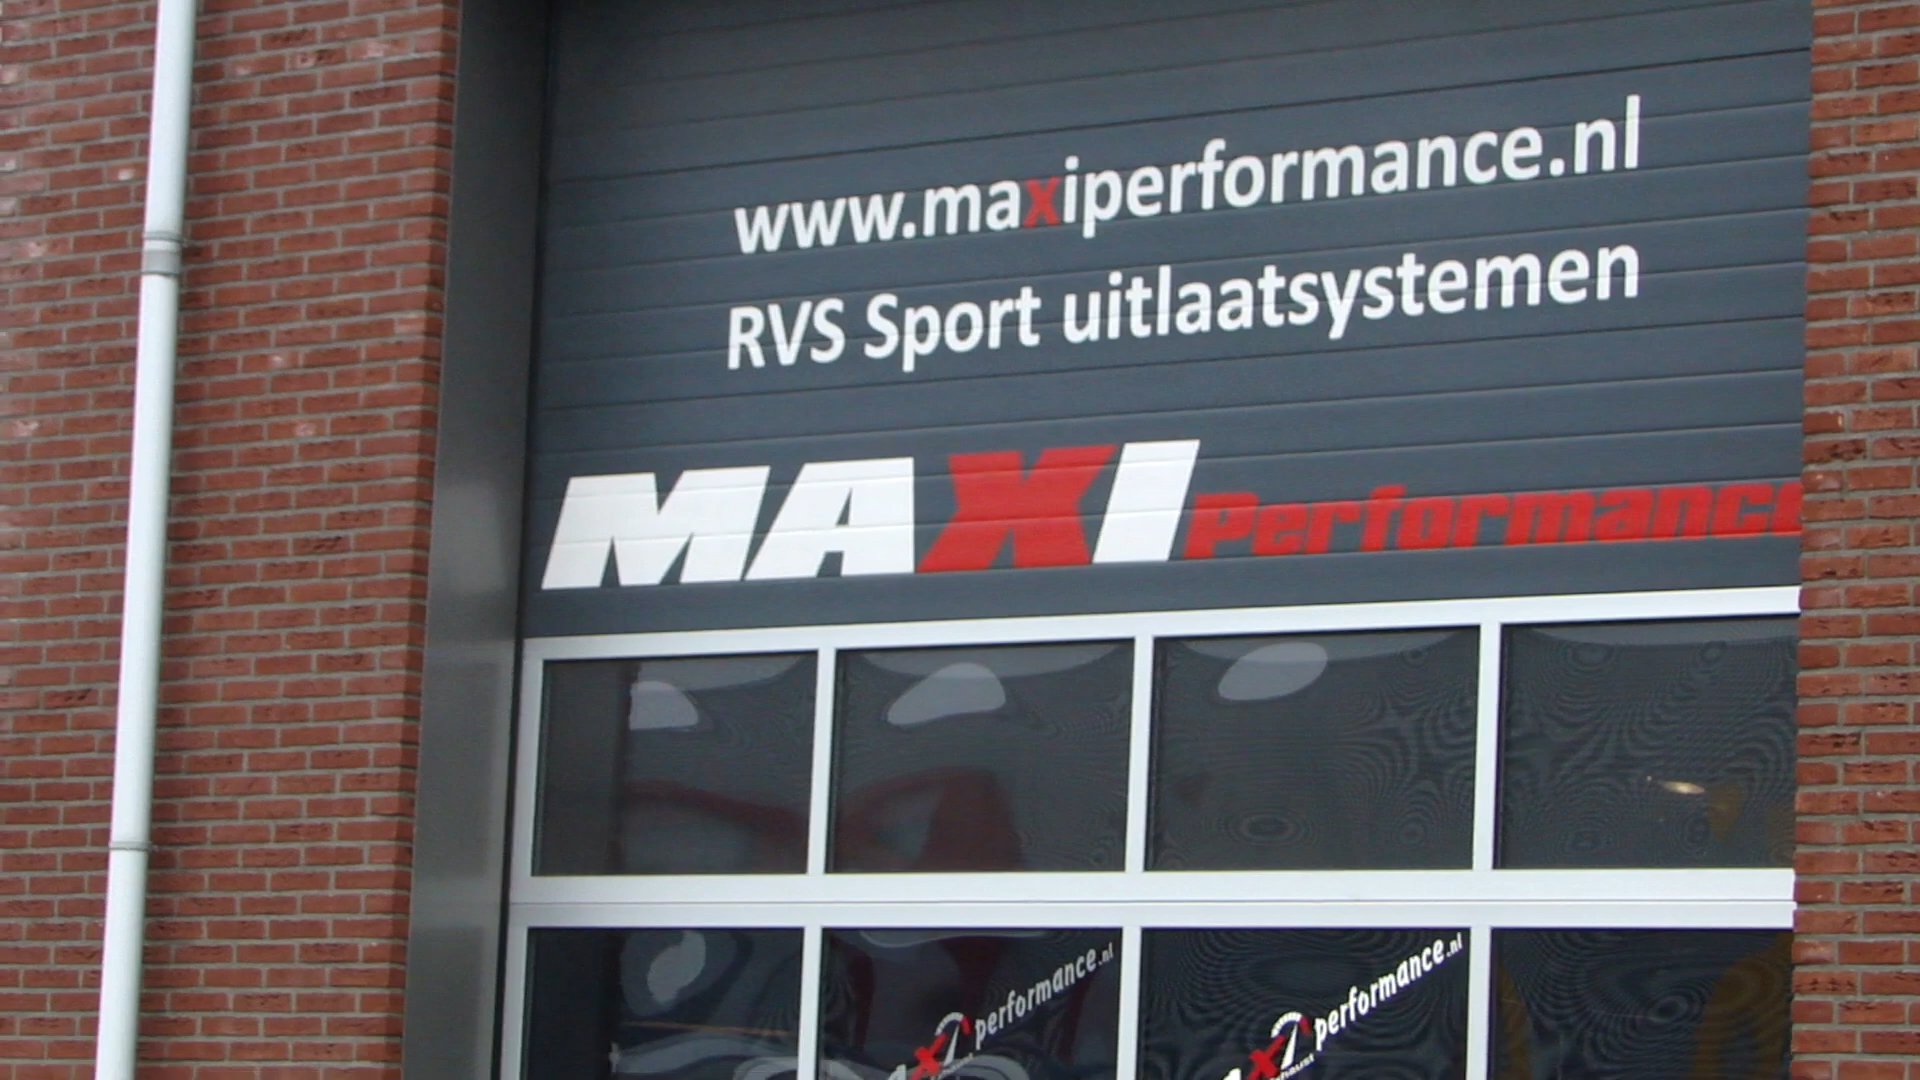 www.maxiperformance.nl
RVS Sport uitlaatsystemen
MAXI Performance
performance.nl
performance.nl